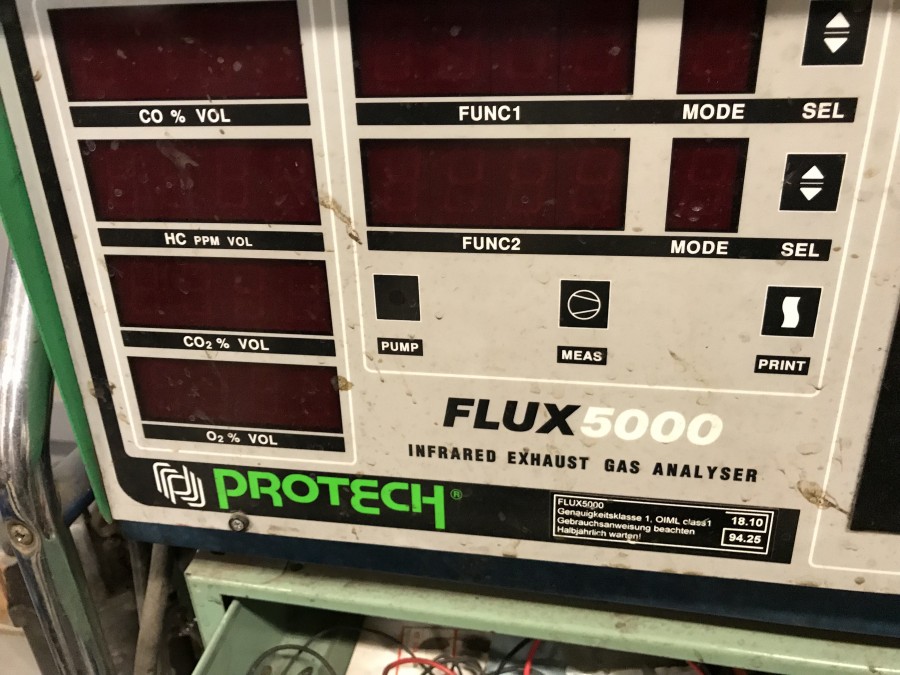 CO % VOL
FUNC1 MODE SEL
HC PPM VOL
FUNC2 MODE SEL
CO2 % VOL
PUMP MEAS PRINT
O2 % VOL
FLUX5000
INFRARED EXHAUST GAS ANALYSER
PROTECH®
FLUX5000
Genauigkeitsklasse 1, OIML class1
Gebrauchsanweisung beachten
Halbjährlich warten!
18.10
94.25